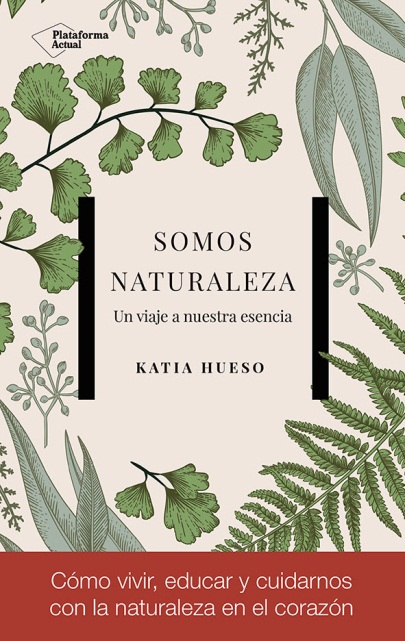 Plataforma
Actual
SOMOS
NATURALEZA
Un viaje a nuestra esencia
KATIA HUESO
Cómo vivir, educar y cuidarnos
con la naturaleza en el corazón